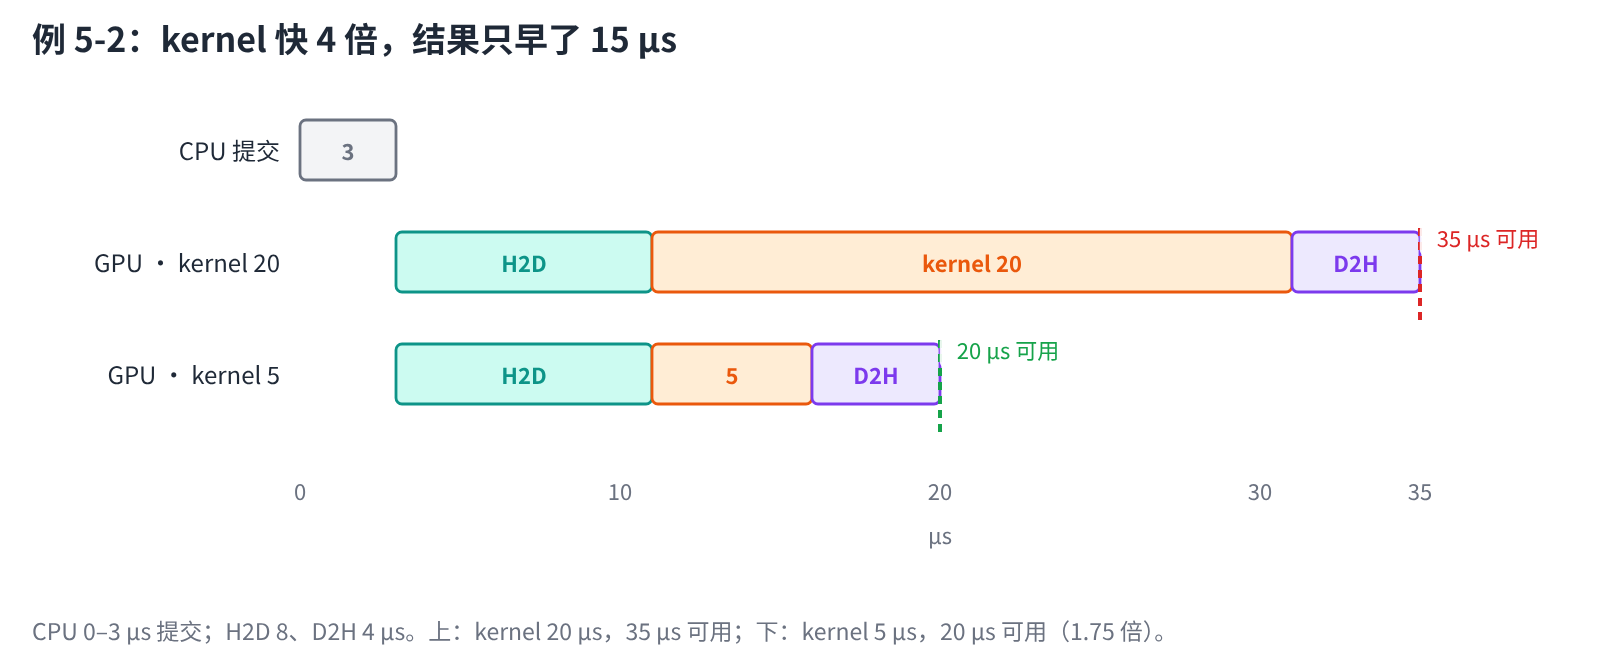 例 5-2：kernel 快 4 倍，结果只早了 15 μs
CPU 提交
3
GPU · kernel 20
H2D
kernel 20
D2H
35 μs 可用
GPU · kernel 5
H2D
5
D2H
20 μs 可用
0
10
20
30
35
μs
CPU 0–3 μs 提交；H2D 8、D2H 4 μs。上：kernel 20 μs，35 μs 可用；下：kernel 5 μs，20 μs 可用（1.75 倍）。